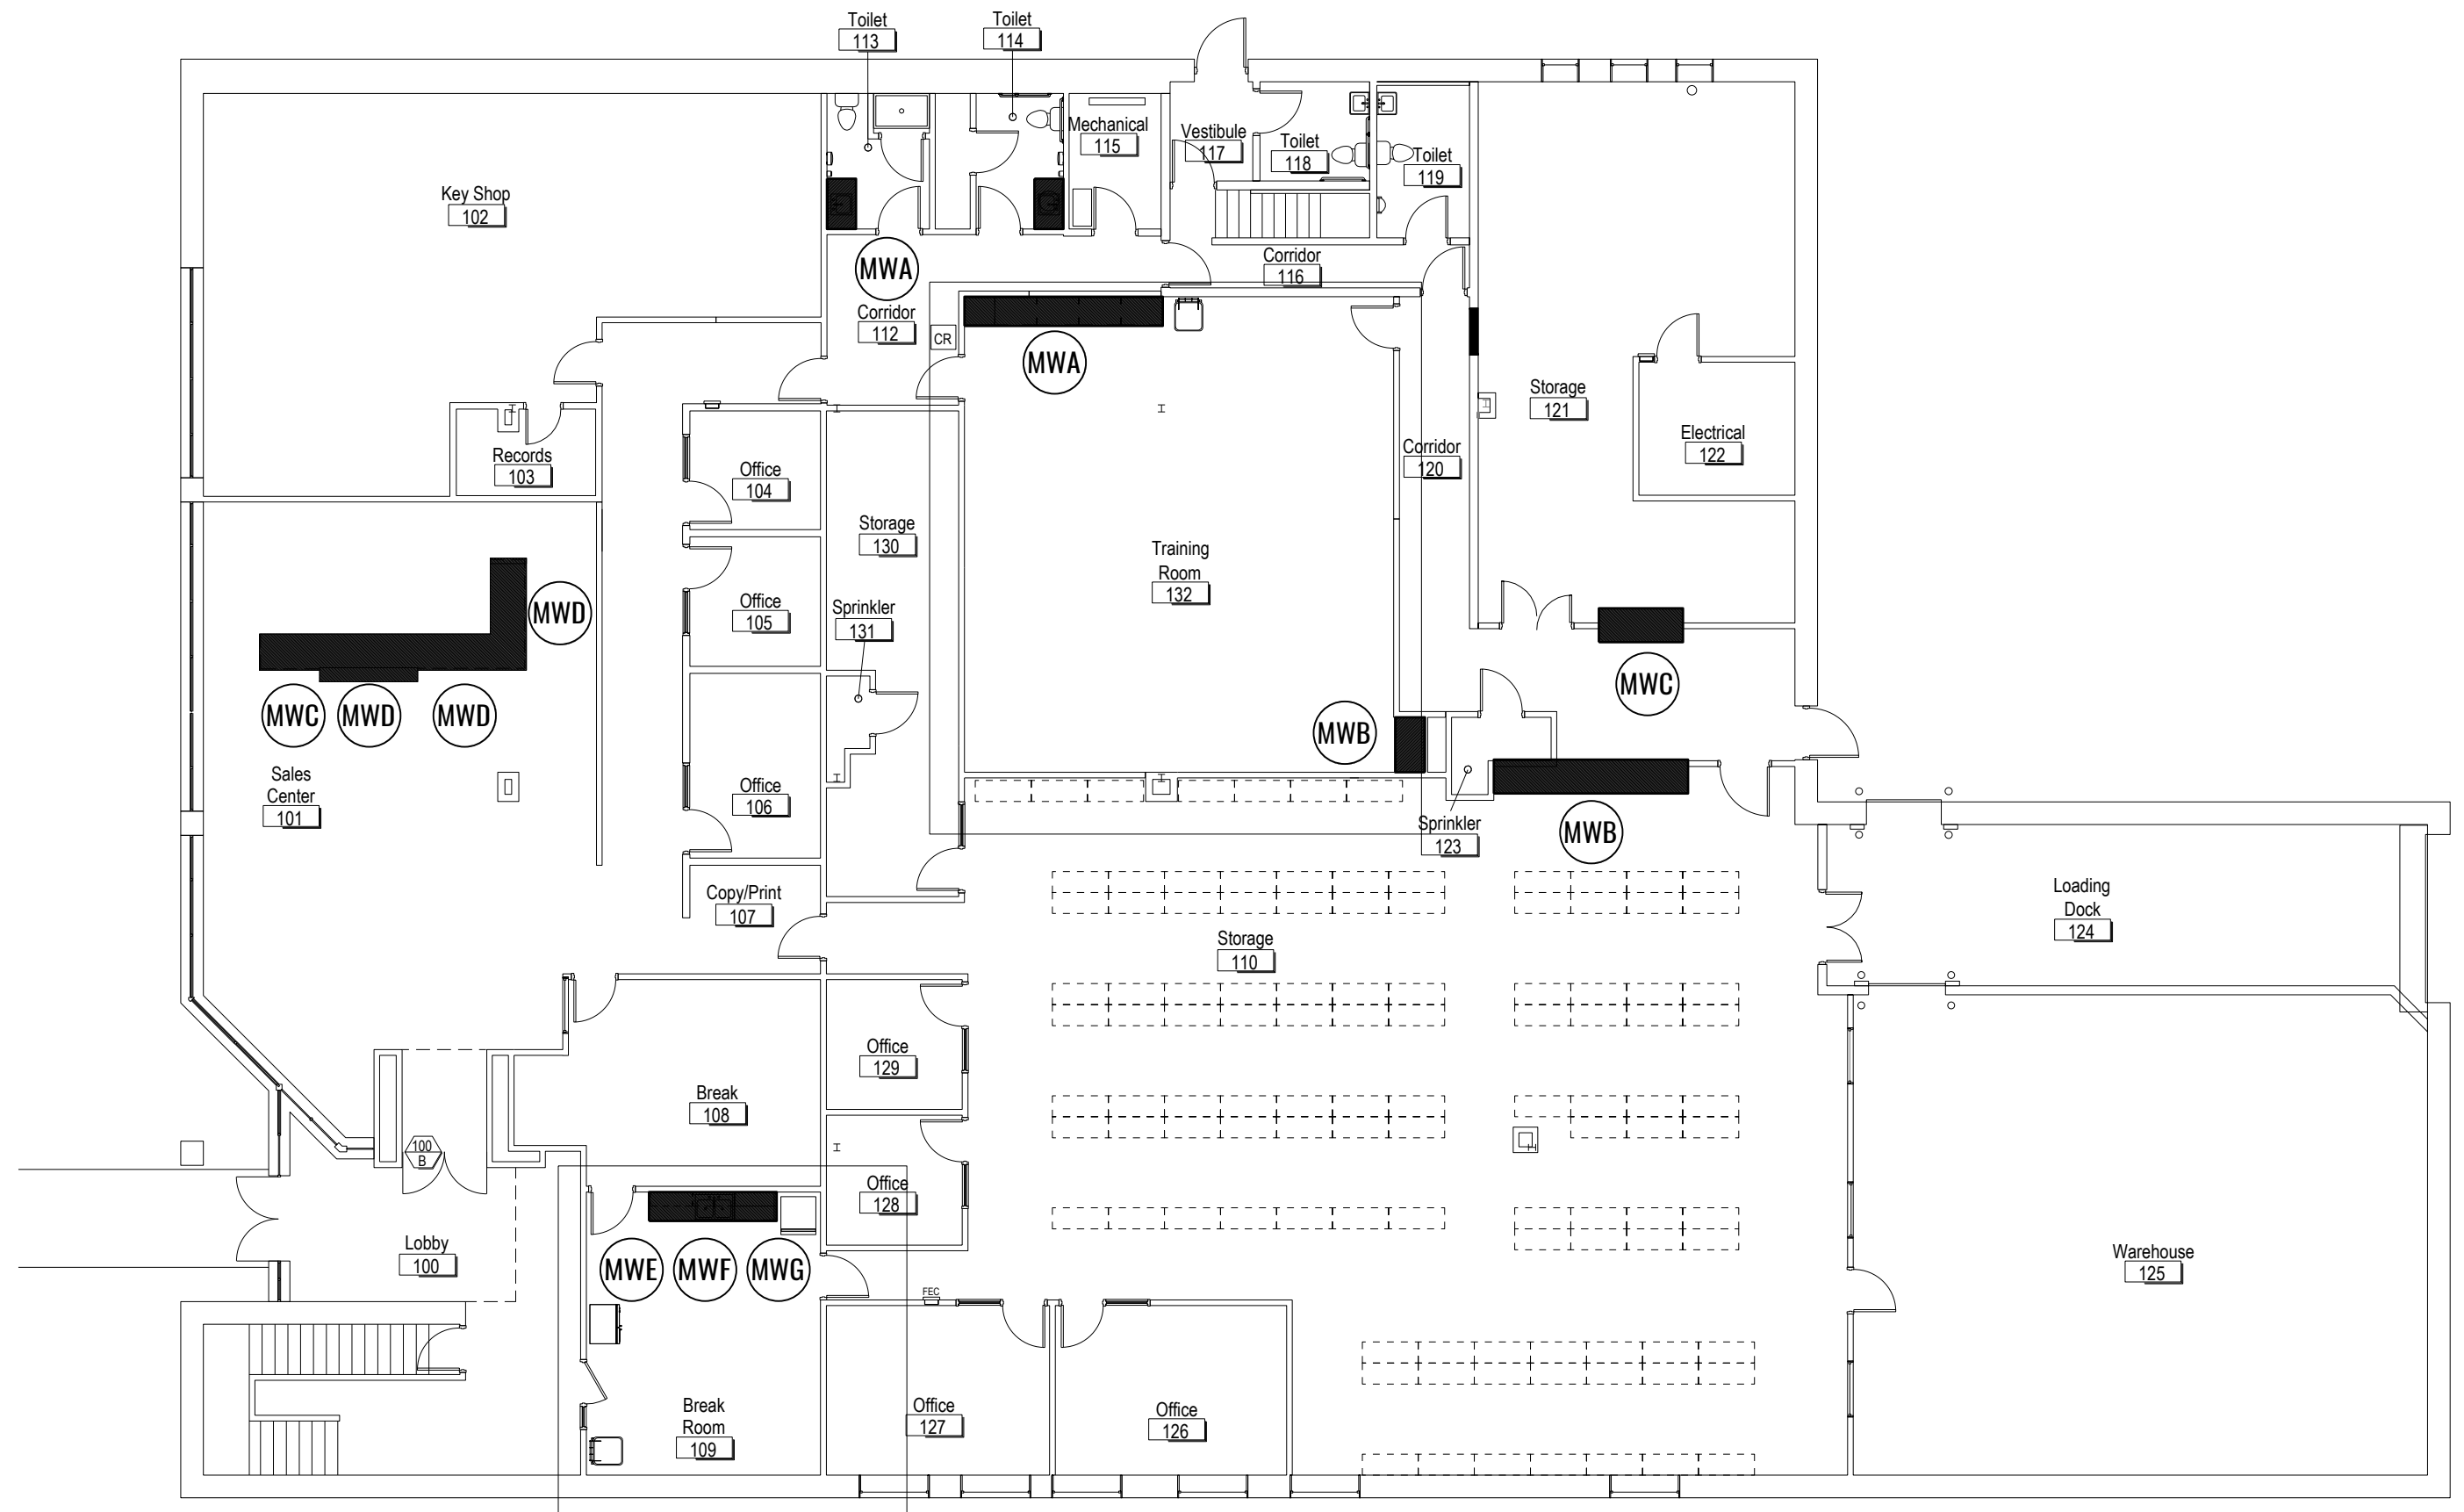 Toilet
113
Toilet
114
Mechanical
115
Vestibule
117
Toilet
118
Toilet
119
Key Shop
102
MWA
Corridor
116
Corridor
112
CR
MWA
Storage
121
Electrical
122
Corridor
120
Records
103
Office
104
Storage
130
Training
Room
132
Office
105
Sprinkler
131
MWD
MWC
MWD
MWD
MWC
MWB
Sales
Center
101
Office
106
Sprinkler
123
MWB
Copy/Print
107
Storage
110
Loading
Dock
124
Office
129
Break
108
100
B
Office
128
Lobby
100
MWE
MWF
MWG
FEC
Warehouse
125
Break
Room
109
Office
127
Office
126